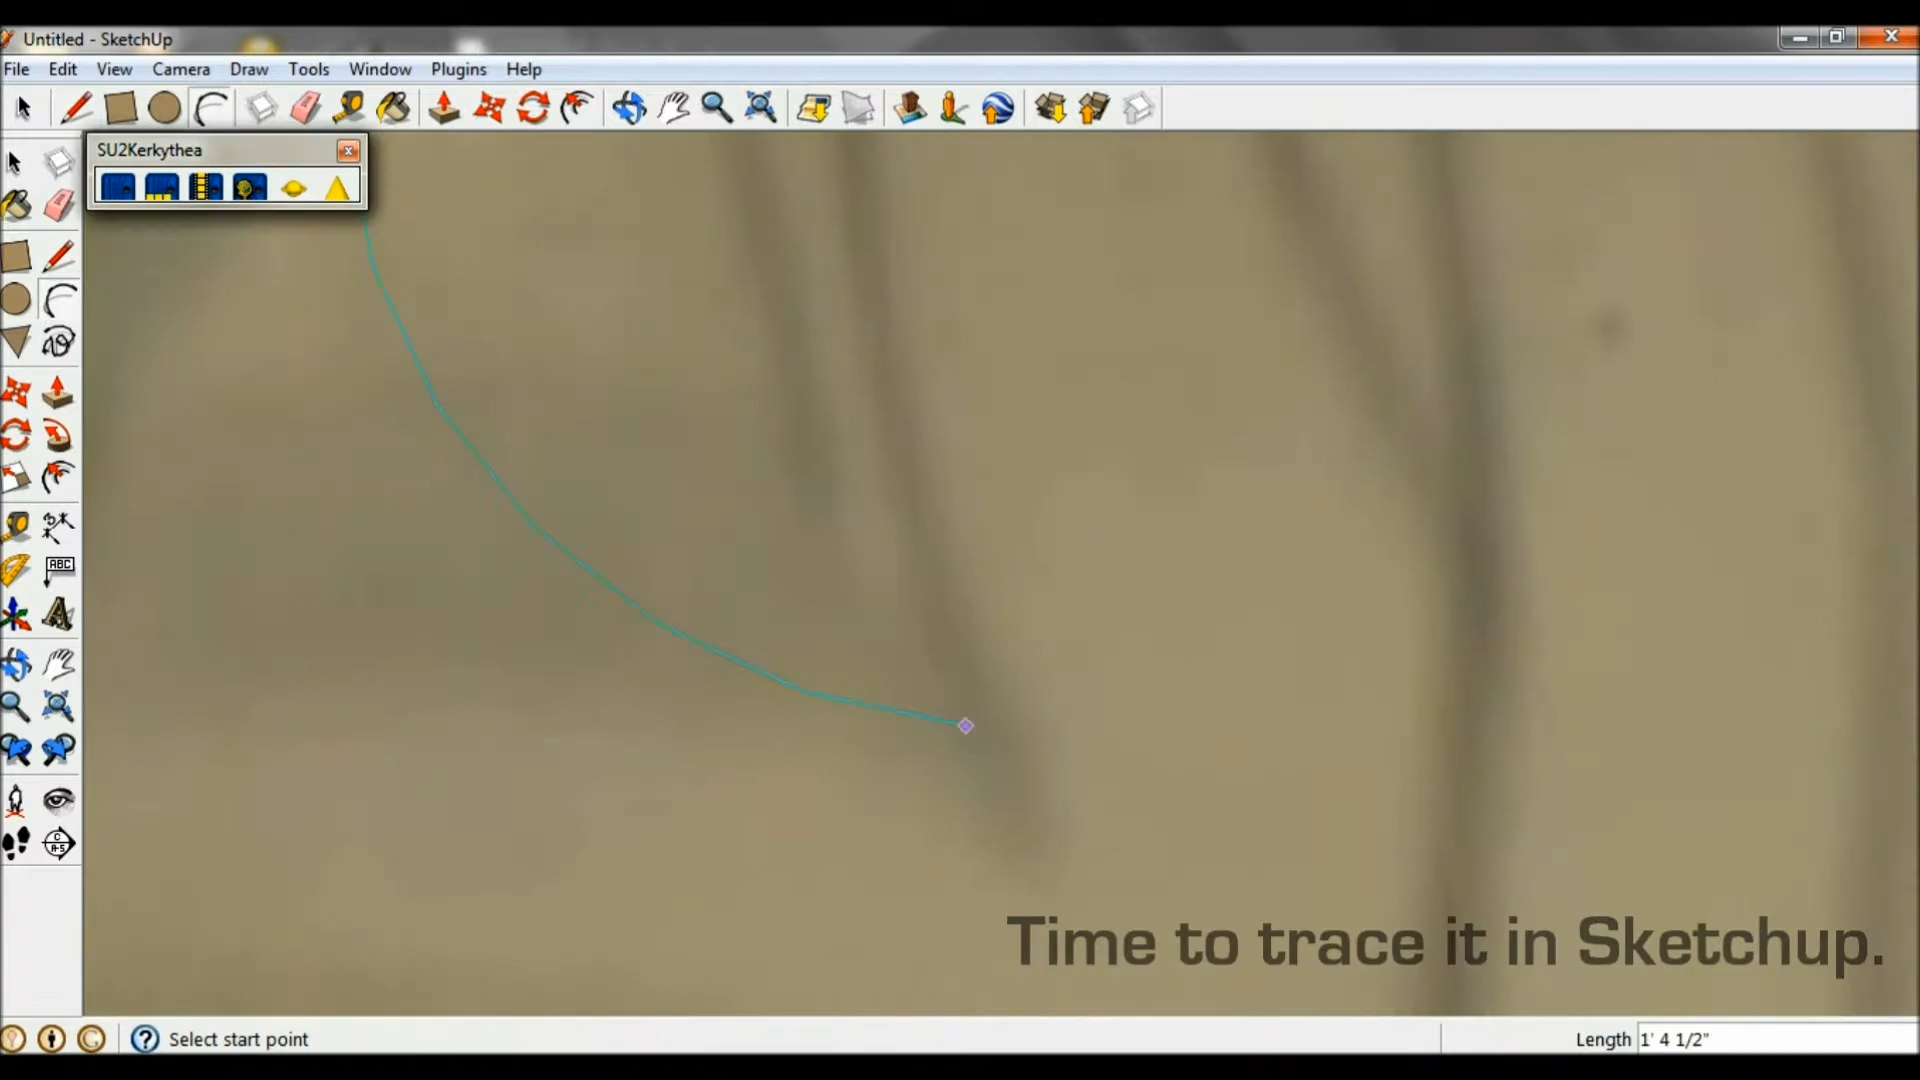 Untitled - SketchUp
File Edit View Camera Draw Tools Window Plugins Help
SU2Kerkythea
ABC
A
C
A-5
Time to trace it in Sketchup.
Select start point
Length 1' 4 1/2"